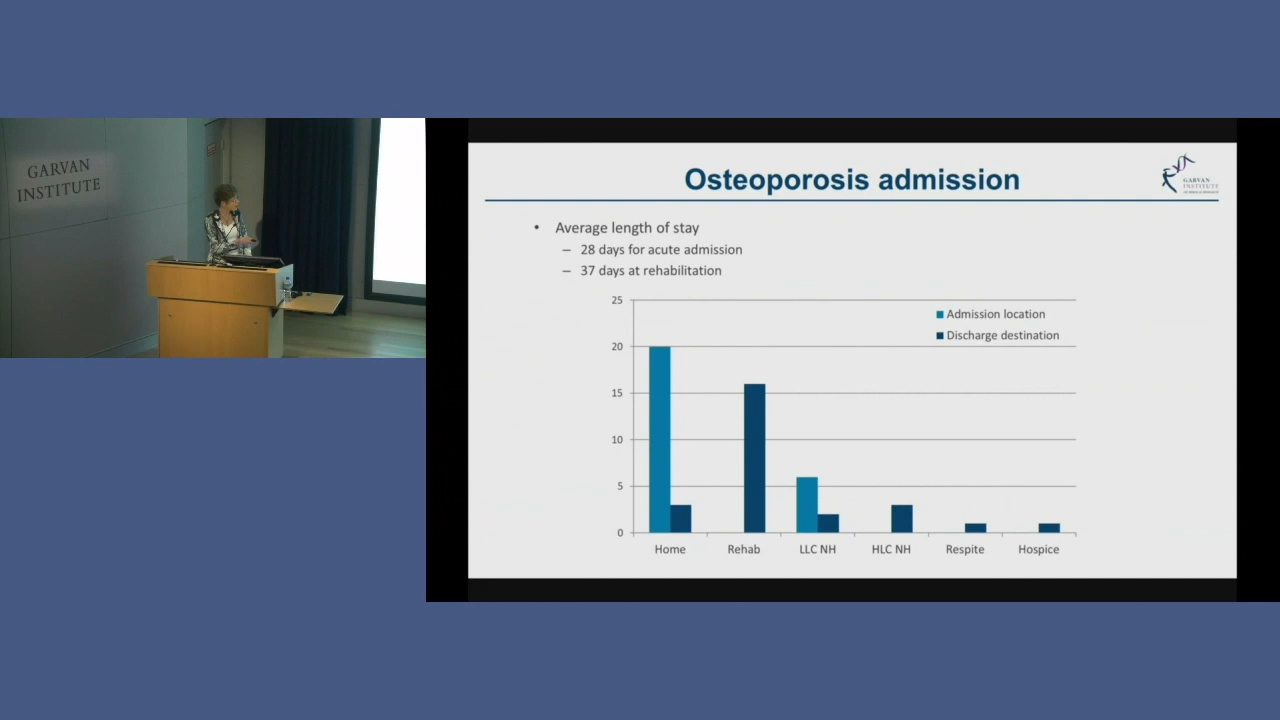 GARVAN
INSTITUTE
Osteoporosis admission
GARVAN
INSTITUTE
• Average length of stay
– 28 days for acute admission
– 37 days at rehabilitation
25
20
15
10
5
0
Admission location
Discharge destination
Home Rehab LLC NH HLC NH Respite Hospice